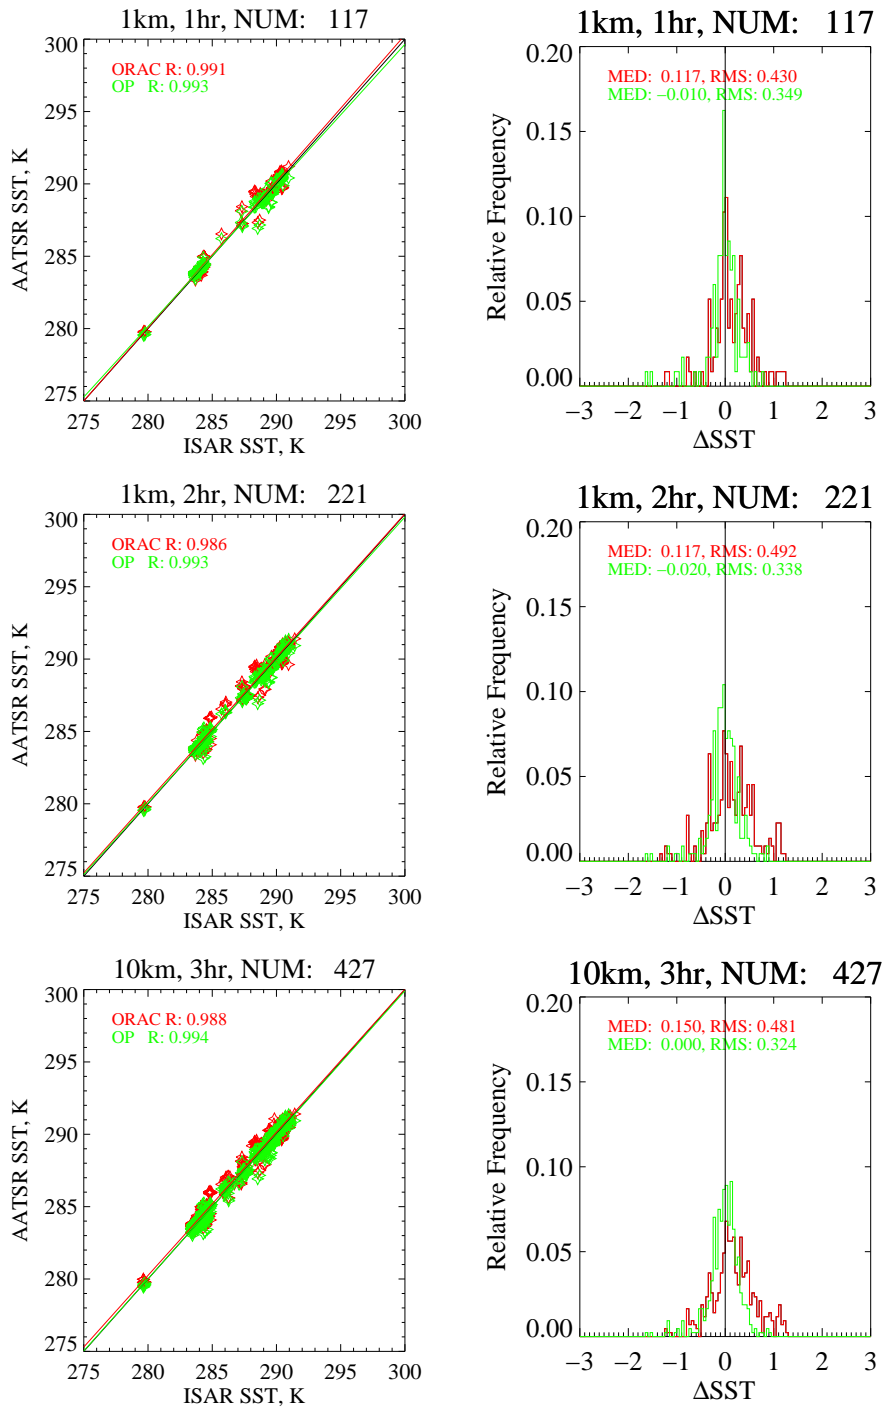 1km, 1hr, NUM: 117
300
295
290
285
280
275
AATSR SST, K
ORAC R: 0.991
OP R: 0.993
275 280 285 290 295 300
ISAR SST, K
1km, 1hr, NUM: 117
0.20
0.15
0.10
0.05
0.00
Relative Frequency
MED: 0.117, RMS: 0.430
MED: −0.010, RMS: 0.349
−3 −2 −1 0 1 2 3
ΔSST
1km, 2hr, NUM: 221
300
295
290
285
280
275
AATSR SST, K
ORAC R: 0.986
OP R: 0.993
275 280 285 290 295 300
ISAR SST, K
1km, 2hr, NUM: 221
0.20
0.15
0.10
0.05
0.00
Relative Frequency
MED: 0.117, RMS: 0.492
MED: −0.020, RMS: 0.338
−3 −2 −1 0 1 2 3
ΔSST
10km, 3hr, NUM: 427
300
295
290
285
280
275
AATSR SST, K
ORAC R: 0.988
OP R: 0.994
275 280 285 290 295 300
ISAR SST, K
10km, 3hr, NUM: 427
0.20
0.15
0.10
0.05
0.00
Relative Frequency
MED: 0.150, RMS: 0.481
MED: 0.000, RMS: 0.324
−3 −2 −1 0 1 2 3
ΔSST